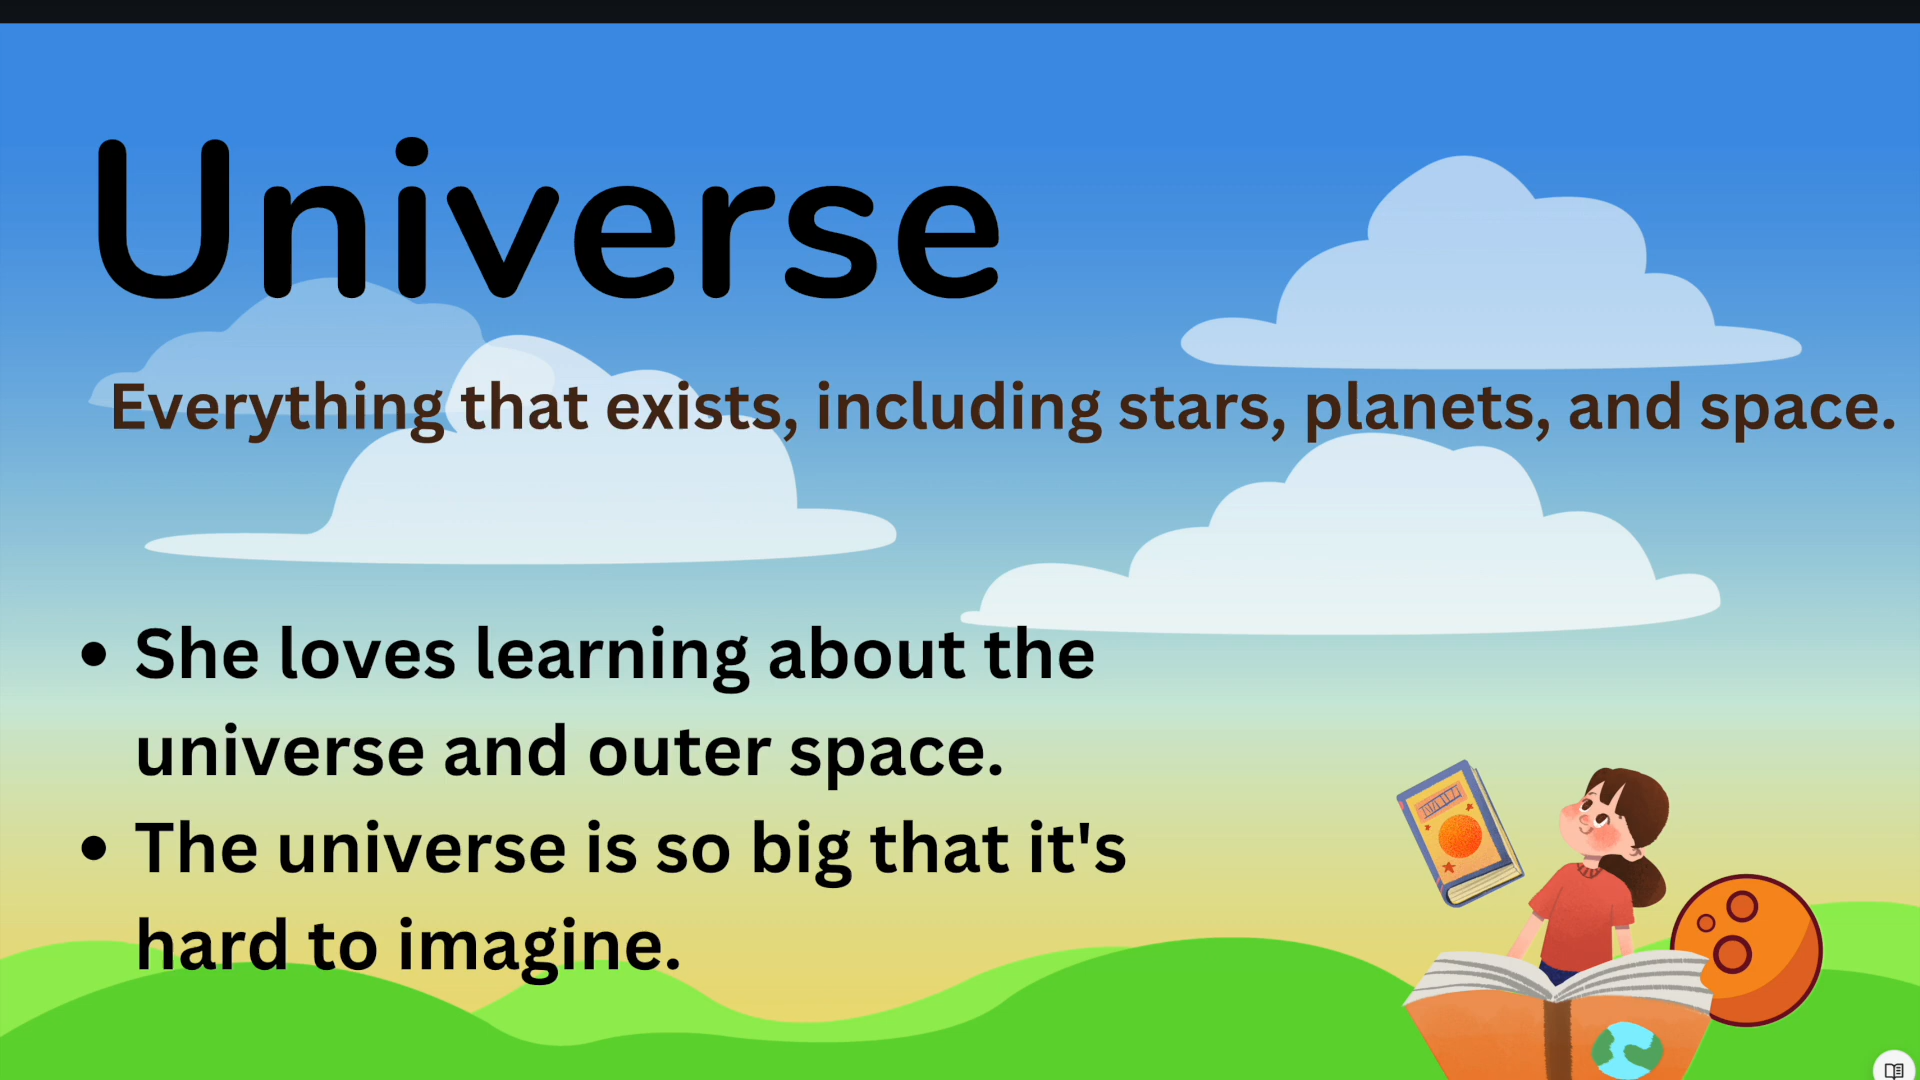 Universe
Everything that exists, including stars, planets, and space.
• She loves learning about the
universe and outer space.
• The universe is so big that it's
hard to imagine.